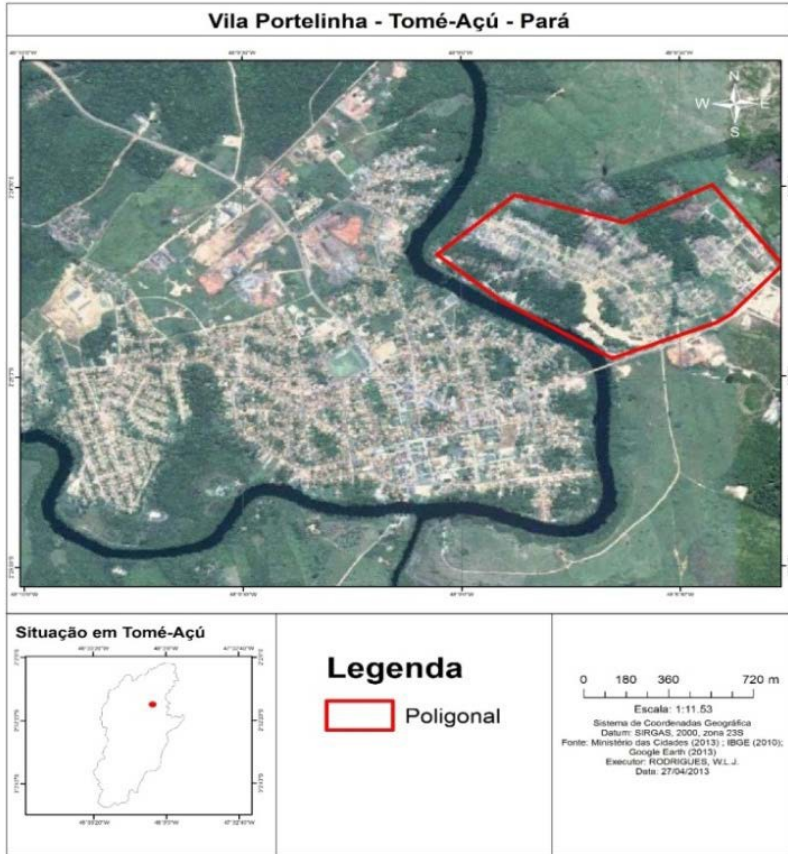 Vila Portelinha - Tomé-Açú - Pará
N
W E
S
Situação em Tomé-Açú
Legenda
Poligonal
0 180 360 720 m
Escala: 1:11.53
Sistema de Coordenadas Geográfica
Datum: SIRGAS, 2000, zona 23S
Fonte: Ministério das Cidades (2013) ; IBGE (2010);
Google Earth (2013)
Executor: RODRIGUES, W.L.J.
Data: 27/04/2013